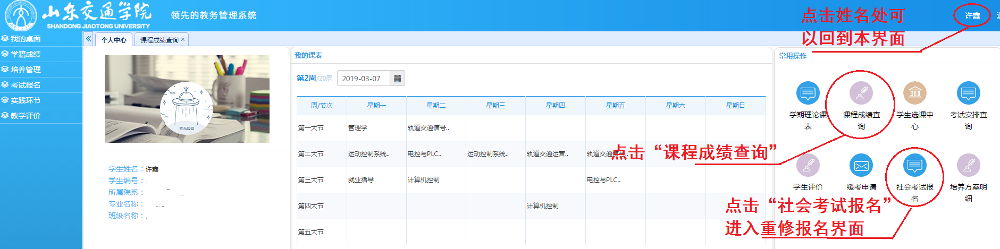 山东交通学院
SHANDONG JIAOTONG UNIVERSITY
领先的教务管理系统
点击姓名处可
以回到本界面
许鑫
我的桌面
学籍成绩
培养管理
考试报名
实践环节
教学评价
个人中心
课程成绩查询 ×
暂无数据
学生姓名：许鑫
学生编号：
所属院系：
专业名称：
班级名称：
我的课表
第2周/20周
2019-03-07
周/节次 星期一 星期二 星期三 星期四 星期五 星期六 星期日
第一大节 管理学 轨道交通信号..
第二大节 运动控制系统.. 电控与PLC.. 运动控制系统.. 轨道交通运营.. 轨道交通信号..
第三大节 就业指导 计算机控制 电控与PLC..
第四大节 计算机控制
第五大节
常用操作
学期理论课
表
课程成绩查
询
学生选课中
心
考试安排查
询
点击“课程成绩查询”
学生评价
缓考申请
社会考试报
名
培养方案明
细
点击“社会考试报名”
进入重修报名界面